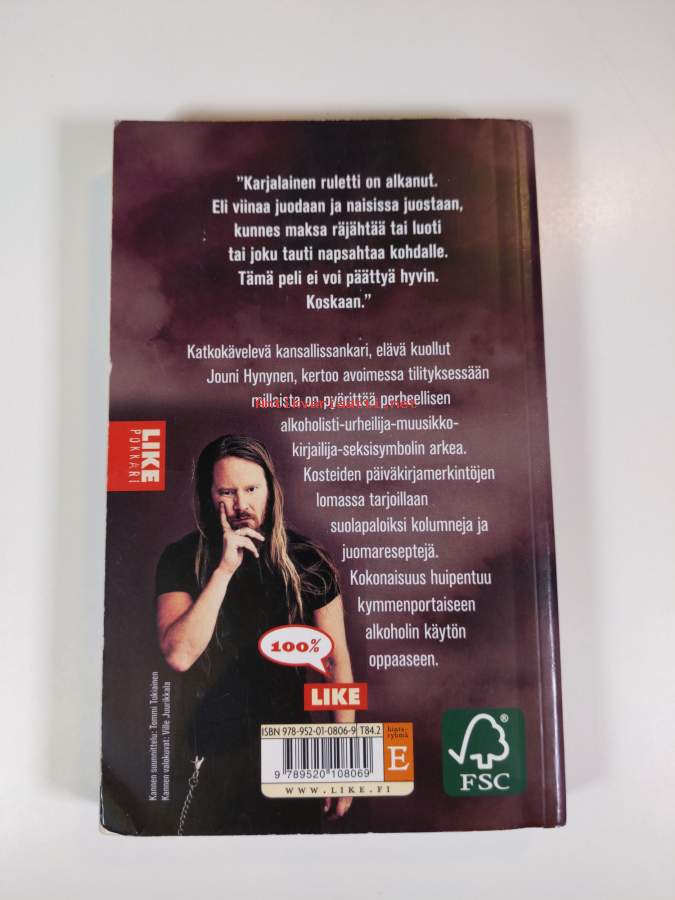 ”Karjalainen ruletti on alkanut.
Eli viinaa juodaan ja naisissa juostaan,
kunnes maksa räjähtää tai luoti
tai joku tauti napsahtaa kohdalle.
Tämä peli ei voi päättyä hyvin.
Koskaan.”
Katkokävelevä kansallissankari, elävä kuollut
Jouni Hynynen, kertoo avoimessa tilityksessään
millaista on pyörittää perheellisen
alkoholisti-urheilija-muusikko-
kirjailija-seksisymbolin arkea.
Kosteiden päiväkirjamerkintöjen
lomassa tarjoillaan
suolapaloiksi kolumneja ja
juomareseptejä.
Kokonaisuus huipentuu
kymmenportaiseen
alkoholin käytön
oppaaseen.
LIKE
POKKARI
100%
LIKE
Kannen suunnittelu: Tommi Tukiainen
Kannen valokuvat: Ville Juurikkala
ISBN 978-952-01-0806-9 T84.2
hinta-
ryhmä
E
9 789520 108069
WWW.LIKE.FI
®
FSC